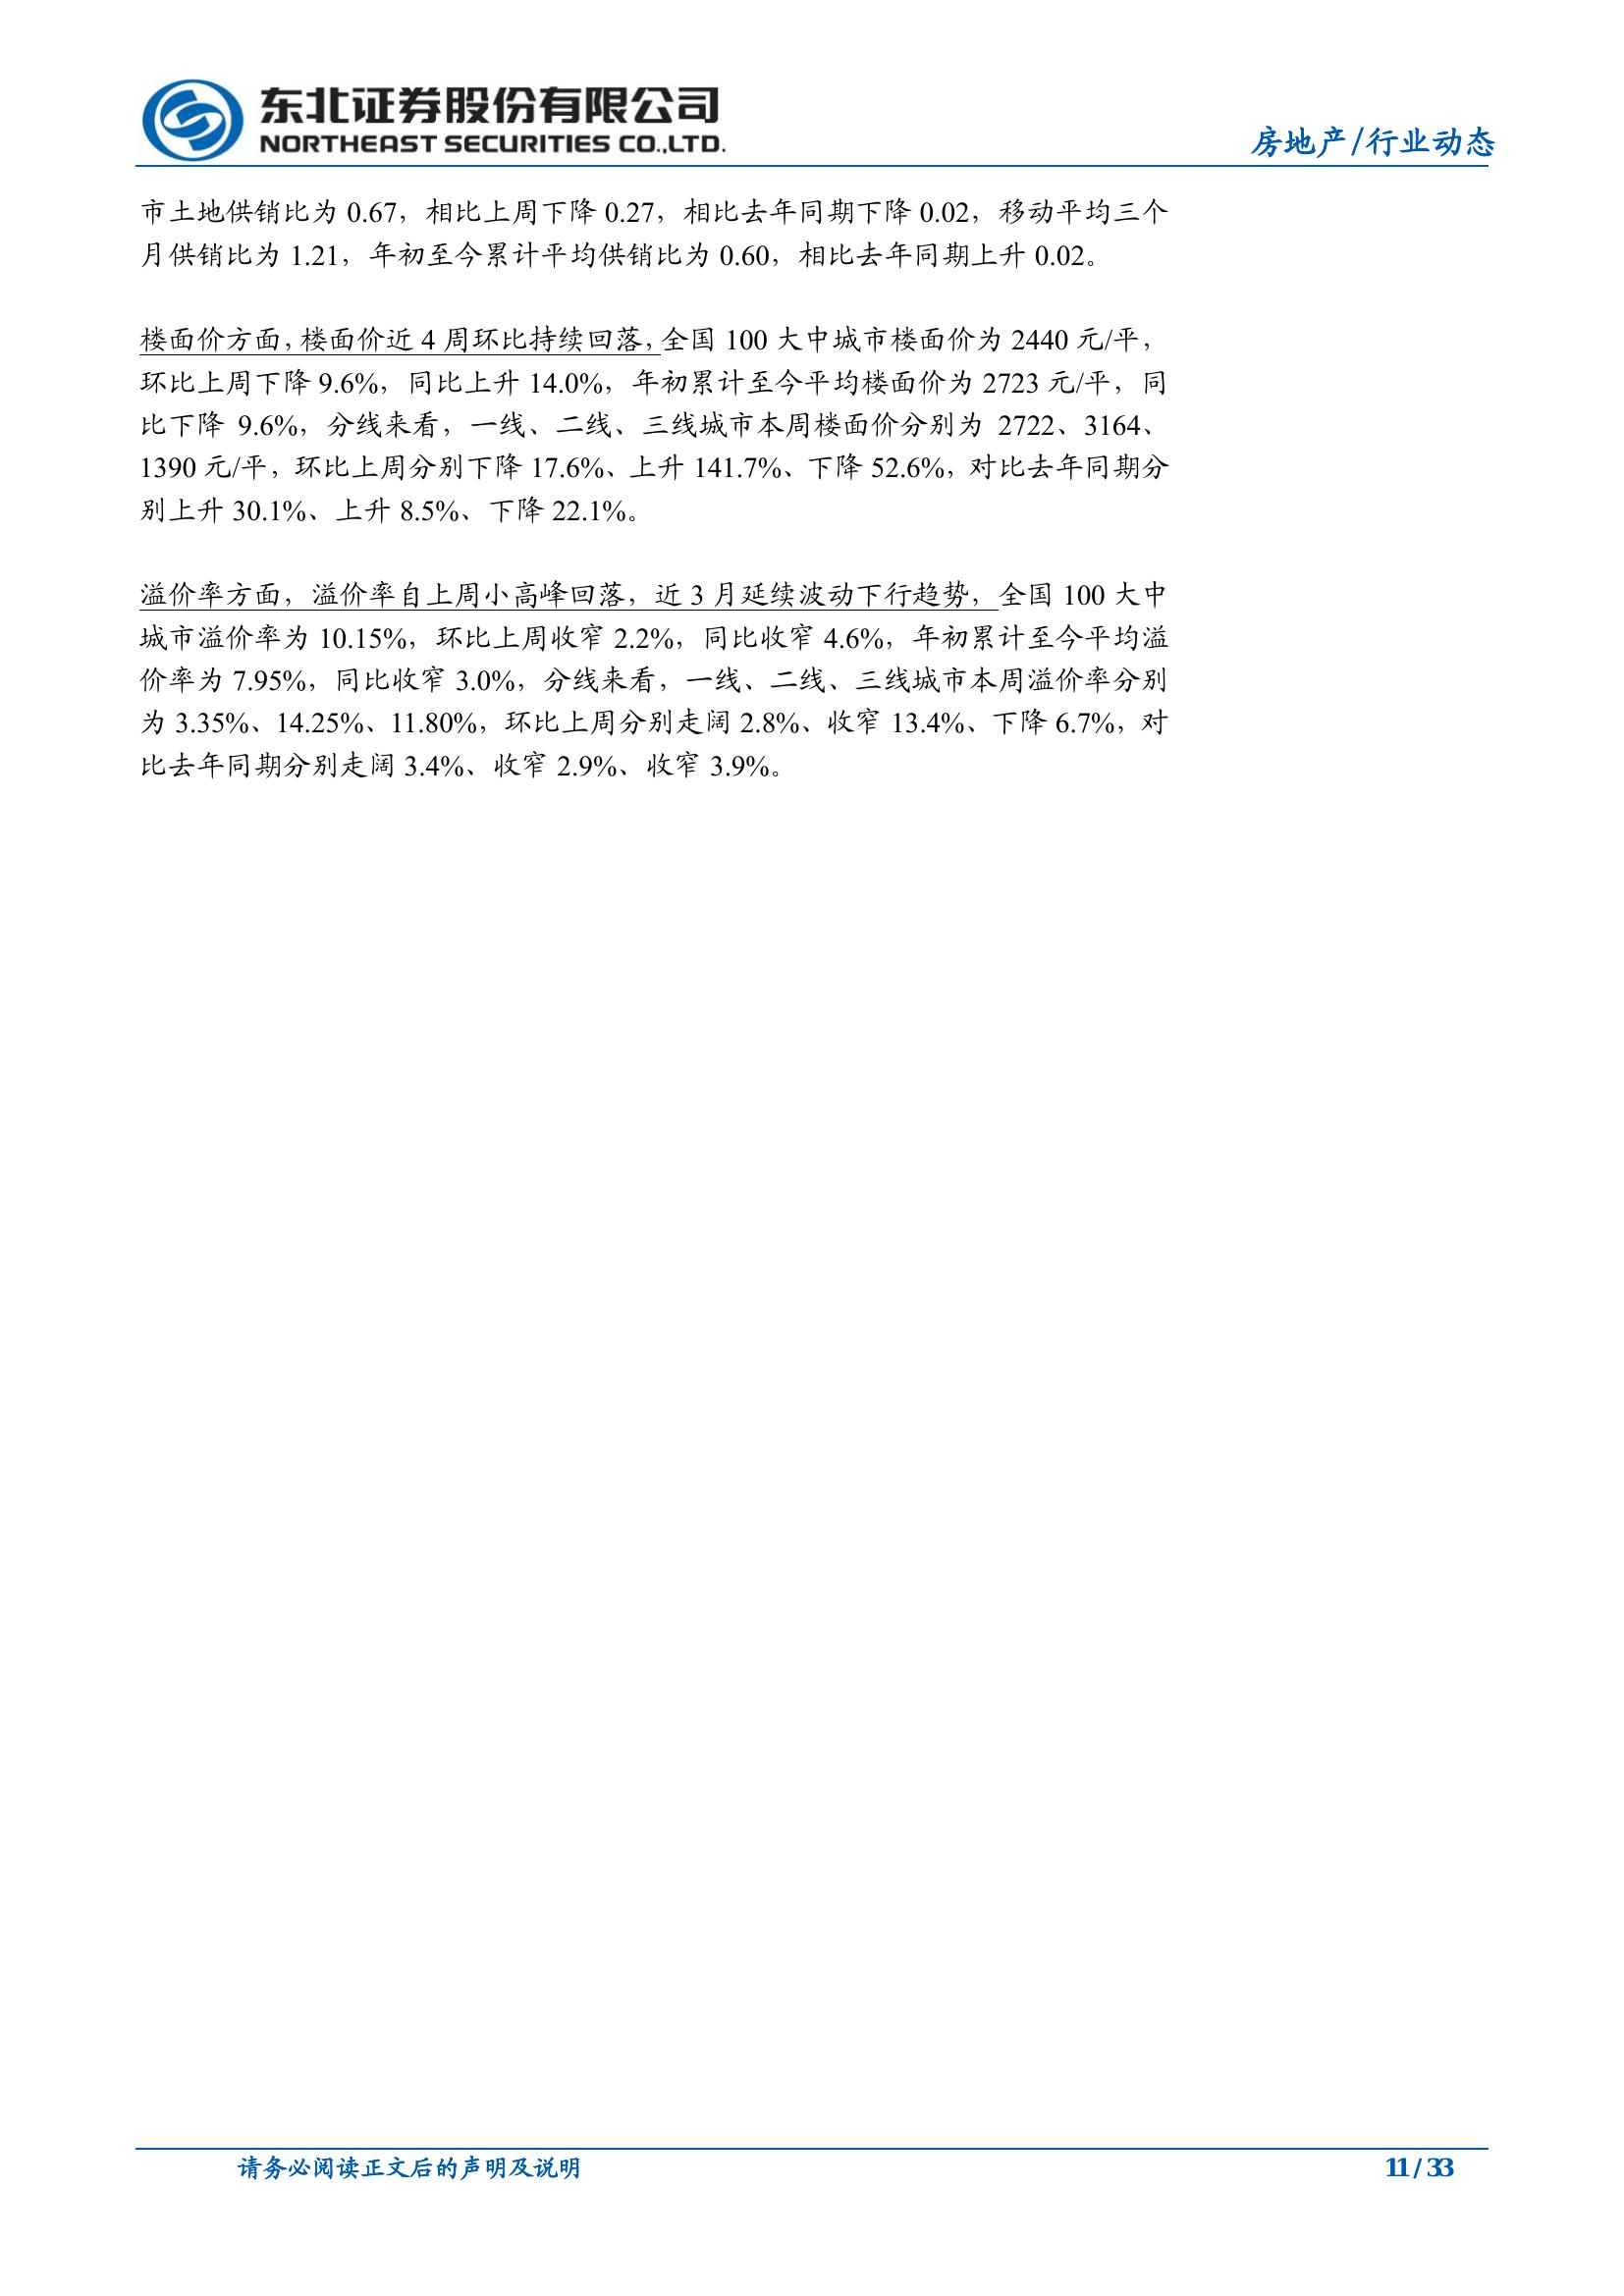 东北证券股份有限公司
NORTHEAST SECURITIES CO.,LTD.
房地产/行业动态
市土地供销比为 0.67，相比上周下降 0.27，相比去年同期下降 0.02，移动平均三个
月供销比为 1.21，年初至今累计平均供销比为 0.60，相比去年同期上升 0.02。
楼面价方面，楼面价近 4 周环比持续回落，全国 100 大中城市楼面价为 2440 元/平，
环比上周下降 9.6%，同比上升 14.0%，年初累计至今平均楼面价为 2723 元/平，同
比下降 9.6%，分线来看，一线、二线、三线城市本周楼面价分别为 2722、3164、
1390 元/平，环比上周分别下降 17.6%、上升 141.7%、下降 52.6%，对比去年同期分
别上升 30.1%、上升 8.5%、下降 22.1%。
溢价率方面，溢价率自上周小高峰回落，近 3 月延续波动下行趋势，全国 100 大中
城市溢价率为 10.15%，环比上周收窄 2.2%，同比收窄 4.6%，年初累计至今平均溢
价率为 7.95%，同比收窄 3.0%，分线来看，一线、二线、三线城市本周溢价率分别
为 3.35%、14.25%、11.80%，环比上周分别走阔 2.8%、收窄 13.4%、下降 6.7%，对
比去年同期分别走阔 3.4%、收窄 2.9%、收窄 3.9%。
请务必阅读正文后的声明及说明
11 / 33